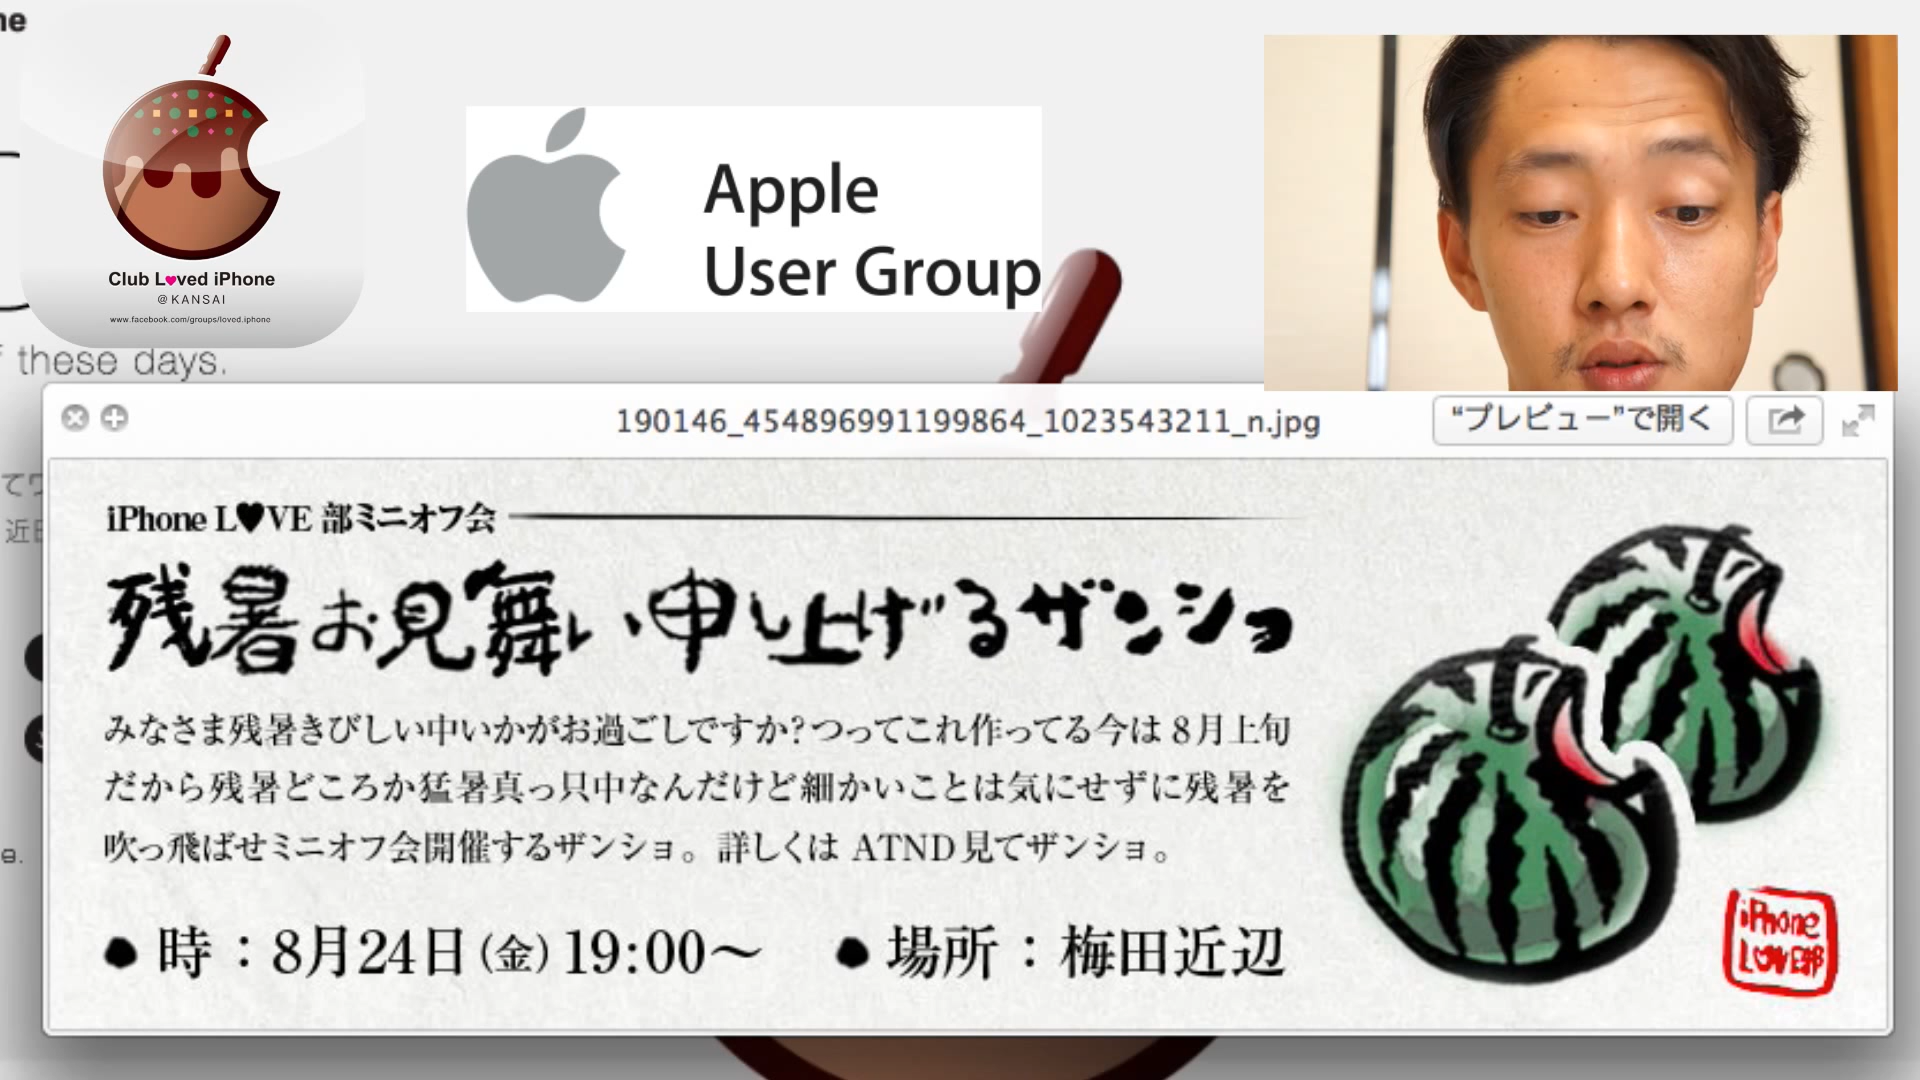 ne
Club L♥ved iPhone
@KANSAI
www.facebook.com/groups/loved.iphone
Apple
User Group
these days.
190146_454896991199864_1023543211_n.jpg
“プレビュー”で開く
iPhone L♥VE 部ミニオフ会
残暑お見舞い申し上げるザンショ
みなさま残暑きびしい中いかがお過ごしですか?つってこれ作ってる今は8月上旬
だから残暑どころか猛暑真っ只中なんだけど細かいことは気にせずに残暑を
吹っ飛ばせミニオフ会開催するザンショ。詳しくは ATND見てザンショ。
●時：8月24日(金)19:00〜
●場所：梅田近辺
iPhone
LOVE部